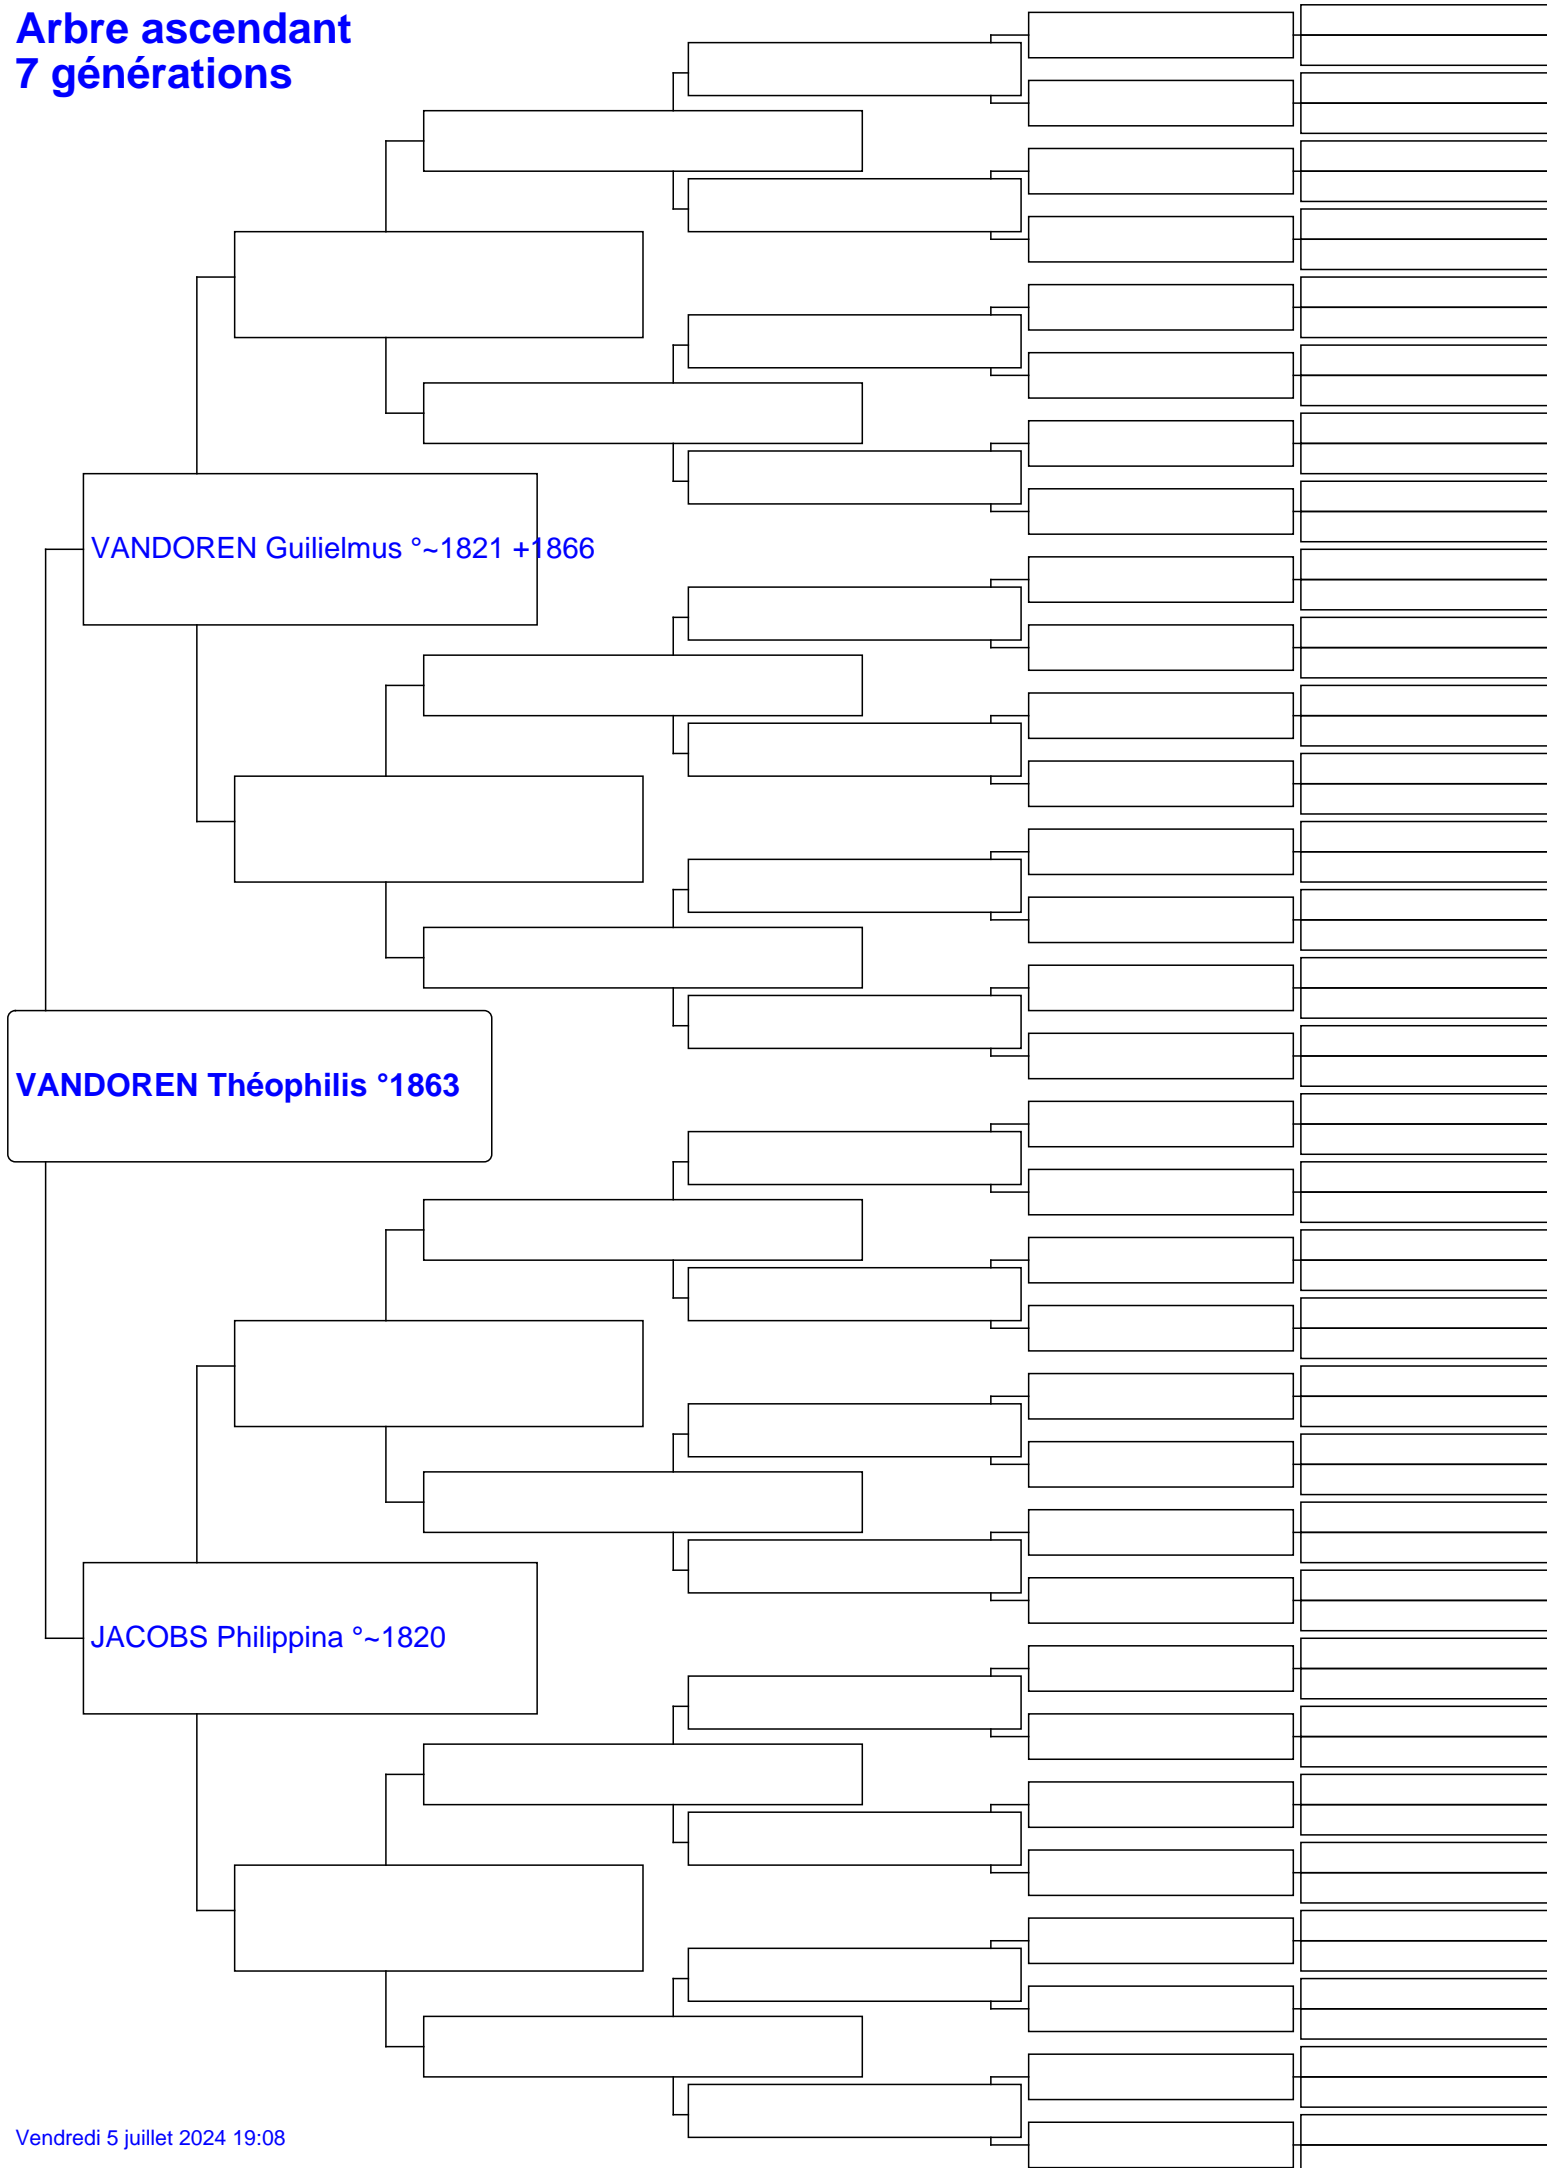 Arbre ascendant
7 générations
VANDOREN Guilielmus °~1821 +1866
VANDOREN Théophilis °1863
JACOBS Philippina °~1820
Vendredi 5 juillet 2024 19:08